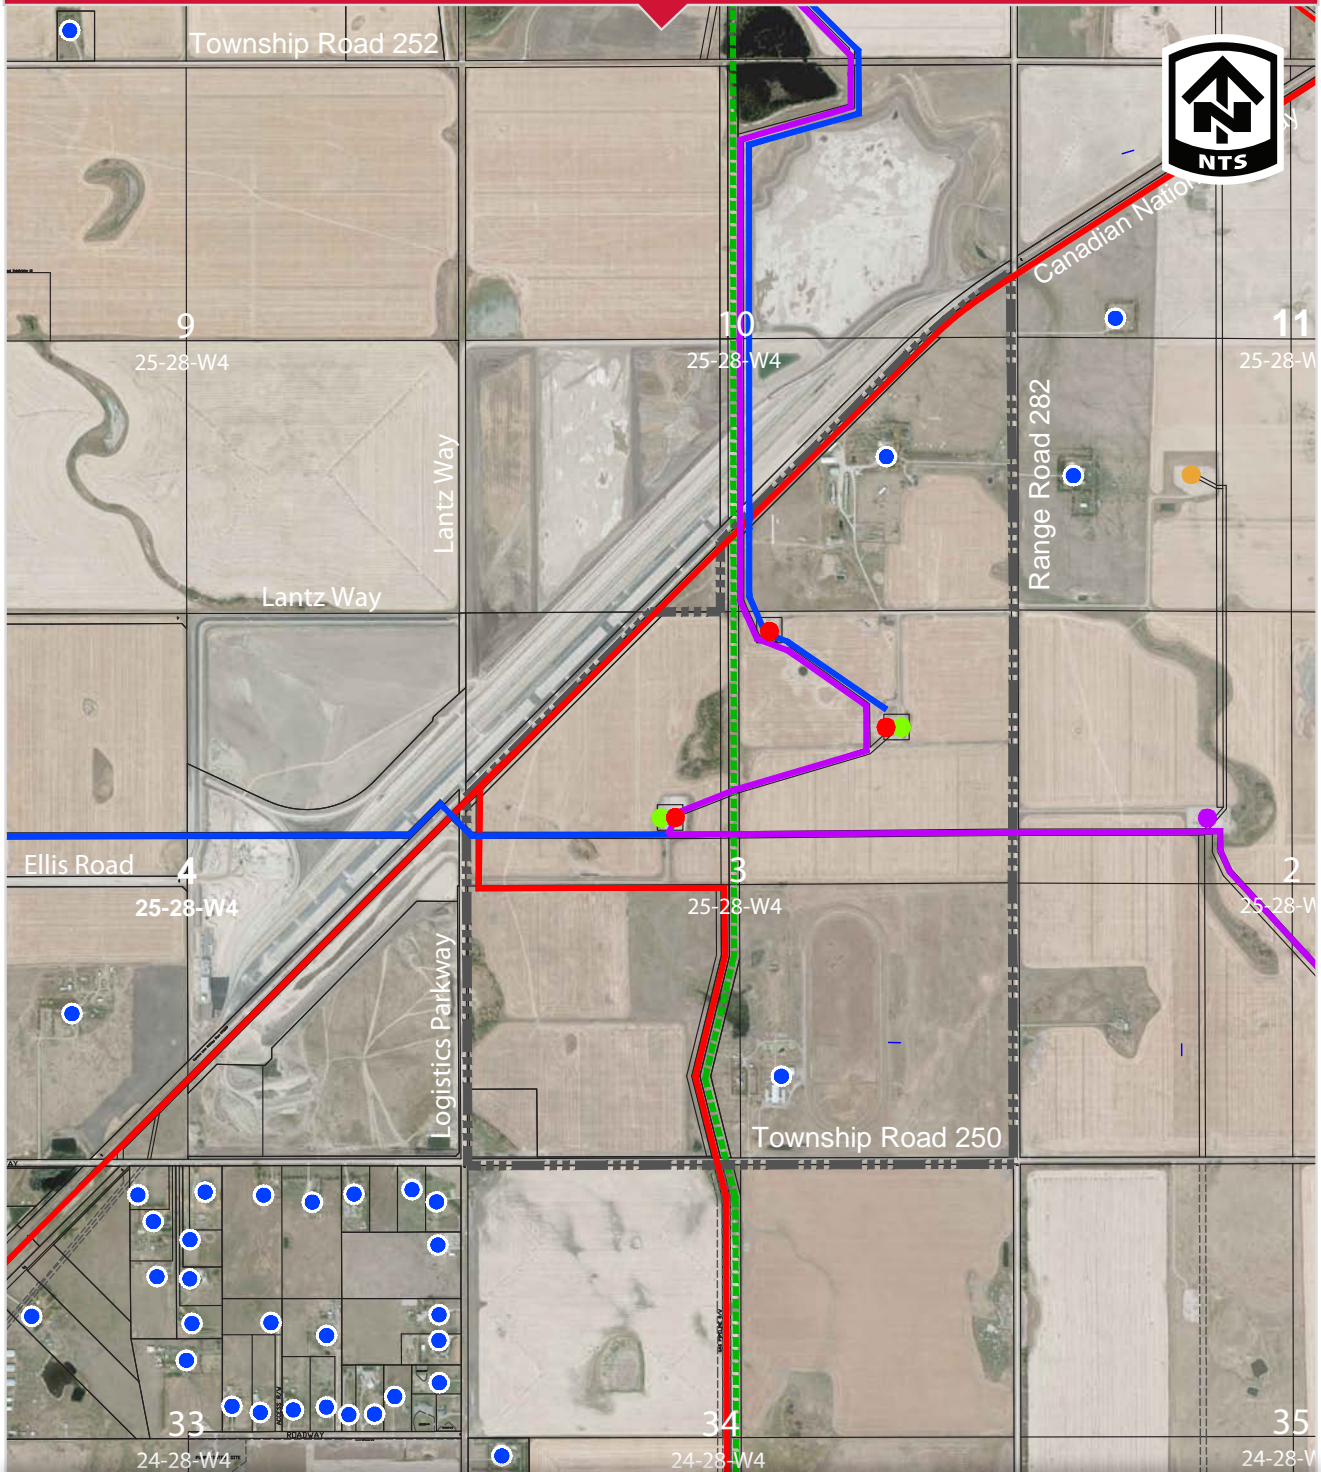 Township Road 252
NTS
Canadian Nation
9
25-28-W4
10
25-28-W4
11
25-28-W
Lantz Way
Range Road 282
Lantz Way
Ellis Road
4
25-28-W4
3
25-28-W4
2
25-28-W
Logistics Parkway
Township Road 250
ROADWAY
33
24-28-W4
34
24-28-W4
35
24-28-W